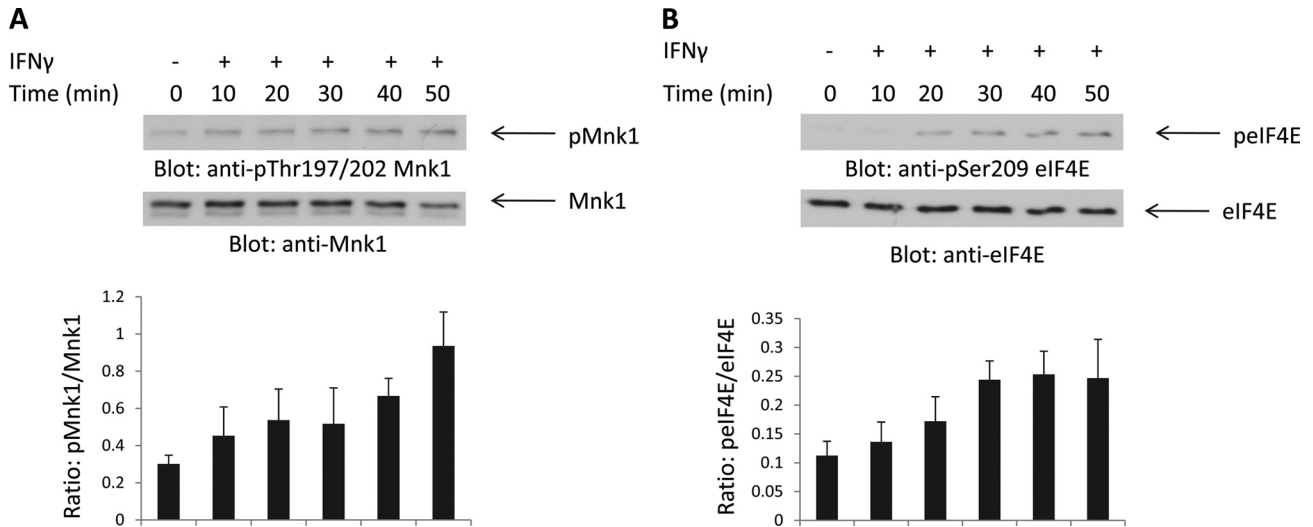 A
IFNγ - + + + + +
Time (min) 0 10 20 30 40 50
pMnk1
Blot: anti-pThr197/202 Mnk1
Mnk1
Blot: anti-Mnk1
Ratio: pMnk1/Mnk1
1.2
1
0.8
0.6
0.4
0.2
0
B
IFNγ - + + + + +
Time (min) 0 10 20 30 40 50
peIF4E
Blot: anti-pSer209 eIF4E
eIF4E
Blot: anti-eIF4E
Ratio: peIF4E/eIF4E
0.35
0.3
0.25
0.2
0.15
0.1
0.05
0